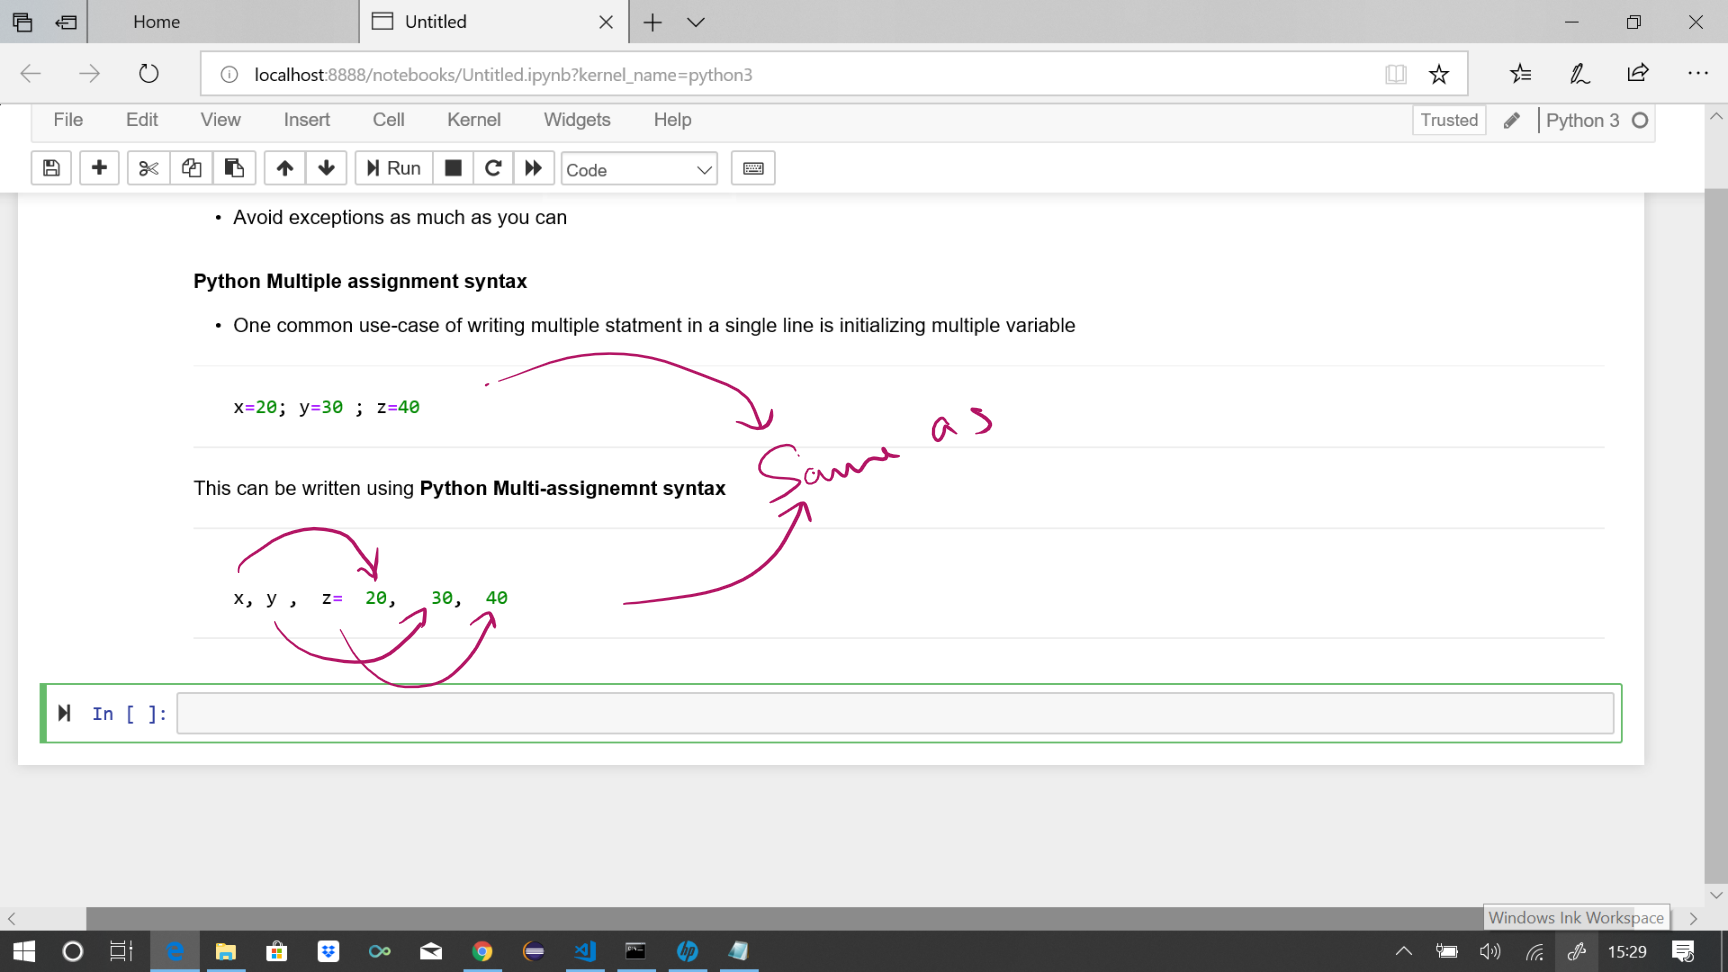 Home
Untitled
localhost:8888/notebooks/Untitled.ipynb?kernel_name=python3
File Edit View Insert Cell Kernel Widgets Help
Trusted
Python 3
Run
Code
• Avoid exceptions as much as you can
Python Multiple assignment syntax
• One common use-case of writing multiple statment in a single line is initializing multiple variable
x=20; y=30 ; z=40
Same as
This can be written using Python Multi-assignemnt syntax
x, y , z= 20, 30, 40
In [ ]:
Windows Ink Workspace
15:29